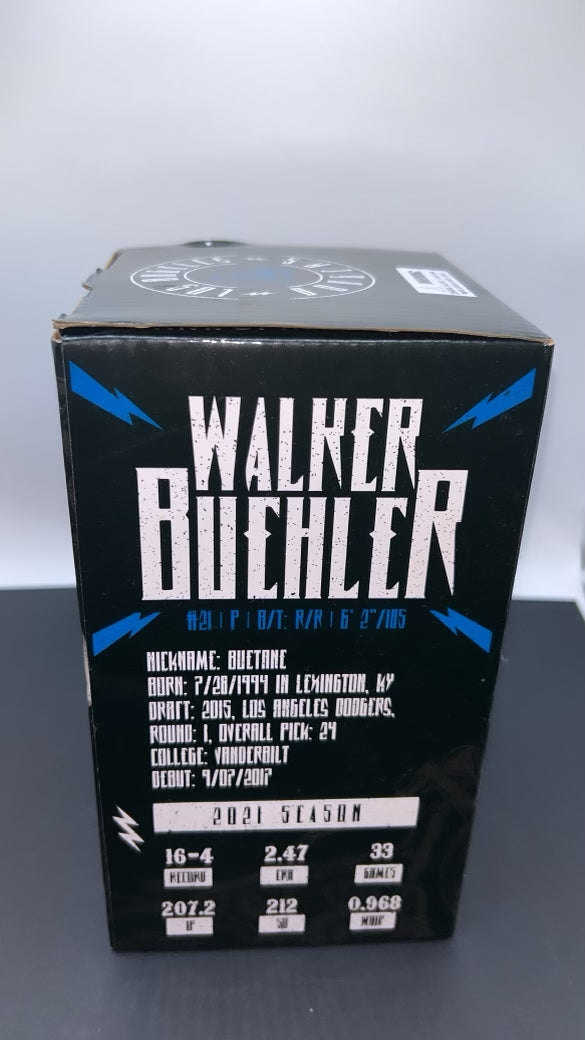 WALKER
BUEHLER
#21 | P | B/T: R/R | 6' 2"/185
NICKNAME: BUETANE
BORN: 7/28/1994 IN LEXINGTON, KY
DRAFT: 2015, LOS ANGELES DODGERS,
ROUND: 1, OVERALL PICK: 24
COLLEGE: VANDERBILT
DEBUT: 9/07/2017
2021 SEASON
16-4 2.47 33
RECORD ERA GAMES
207.2 212 0.968
IP SO WHIP